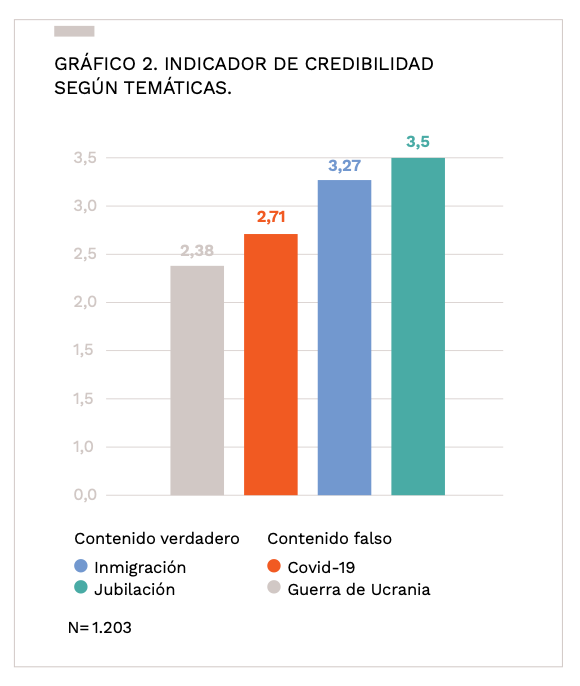 GRÁFICO 2. INDICADOR DE CREDIBILIDAD
SEGÚN TEMÁTICAS.
3,5
3,5
3,27
3,0
2,71
2,5
2,38
2,0
1,5
1,5
1,0
0,0
Contenido verdadero Contenido falso
Inmigración Covid-19
Jubilación Guerra de Ucrania
N= 1.203